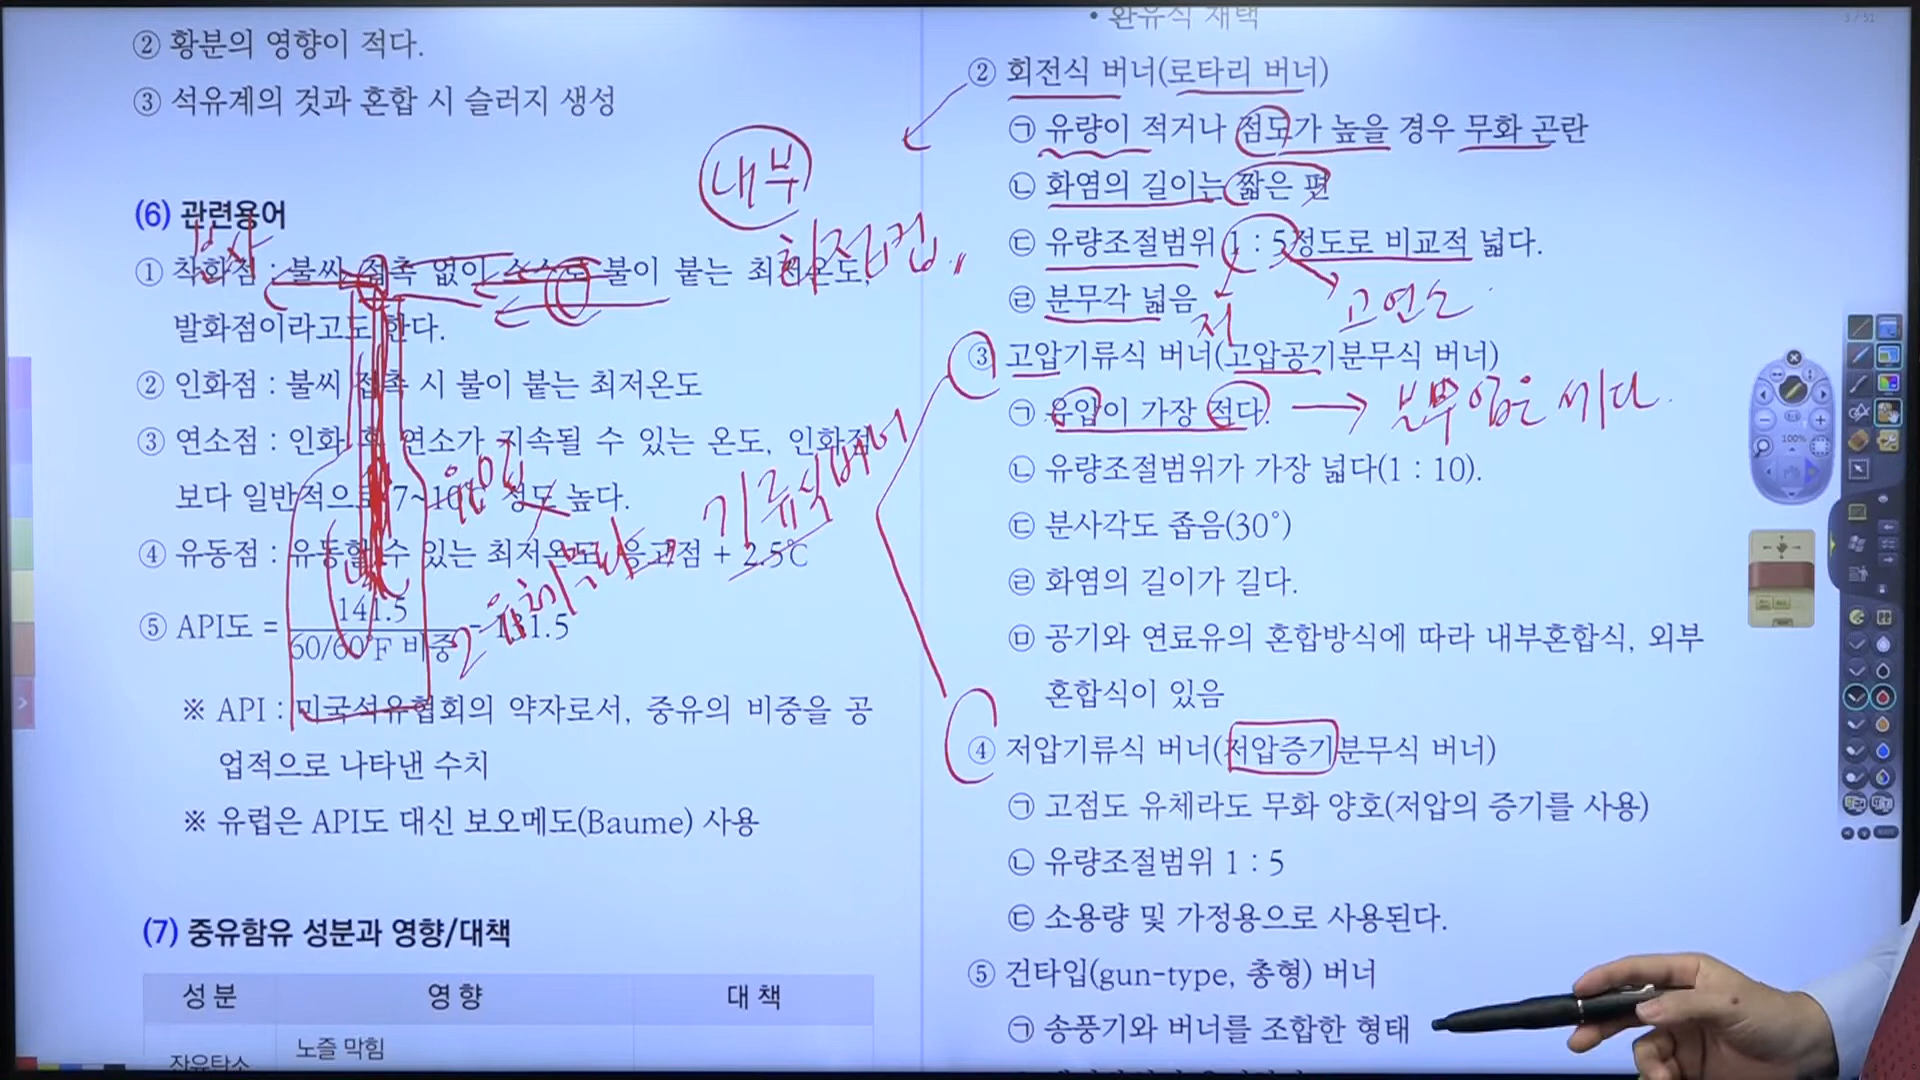 ② 황분의 영향이 적다.
③ 석유계의 것과 혼합 시 슬러지 생성
(6) 관련용어
① 착화점 : 불씨 접촉 없이 스스로 불이 붙는 최저온도,
발화점이라고도 한다.
② 인화점 : 불씨 접촉 시 불이 붙는 최저온도
③ 연소점 : 인화 후 연소가 지속될 수 있는 온도, 인화점
보다 일반적으로 7~10℃ 정도 높다.
④ 유동점 : 유동할 수 있는 최저온도, 응고점 + 2.5℃
⑤ API도 = 141.5
60/60°F 비중 - 131.5
※ API : 미국석유협회의 약자로서, 중유의 비중을 공
업적으로 나타낸 수치
※ 유럽은 API도 대신 보오메도(Baume) 사용
(7) 중유함유 성분과 영향/대책
성 분 영 향 대 책
잔유탄소 노즐 막힘
내부
회전컵
기류식버너
• 환유식 채택
② 회전식 버너(로타리 버너)
㉠ 유량이 적거나 점도가 높을 경우 무화 곤란
㉡ 화염의 길이는 짧은 편
㉢ 유량조절범위 1 : 5정도로 비교적 넓다.
㉣ 분무각 넓음
저 고연소
③ 고압기류식 버너(고압공기분무식 버너)
㉠ 유압이 가장 적다. → 분무압은 세다.
㉡ 유량조절범위가 가장 넓다(1 : 10).
㉢ 분사각도 좁음(30°)
㉣ 화염의 길이가 길다.
㉤ 공기와 연료유의 혼합방식에 따라 내부혼합식, 외부
혼합식이 있음
④ 저압기류식 버너(저압증기분무식 버너)
㉠ 고점도 유체라도 무화 양호(저압의 증기를 사용)
㉡ 유량조절범위 1 : 5
㉢ 소용량 및 가정용으로 사용된다.
⑤ 건타입(gun-type, 총형) 버너
㉠ 송풍기와 버너를 조합한 형태
100%